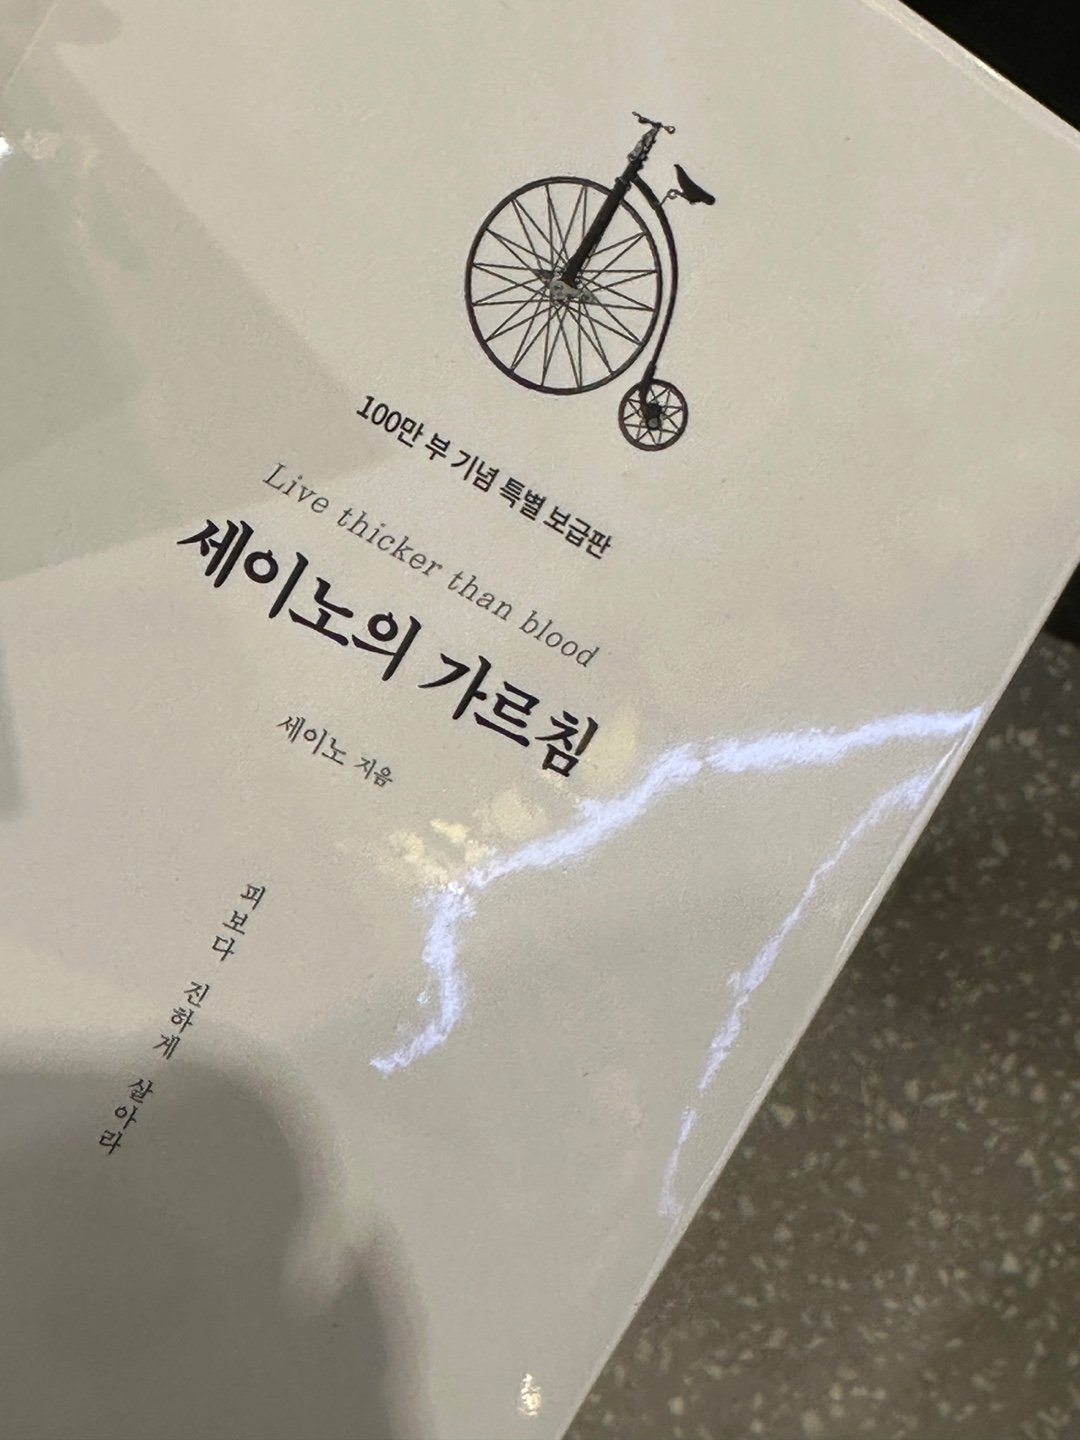 100만 부 기념 특별 보급판
Live thicker than blood
세이노의 가르침
세이노 지음
피보다 진하게 살아라